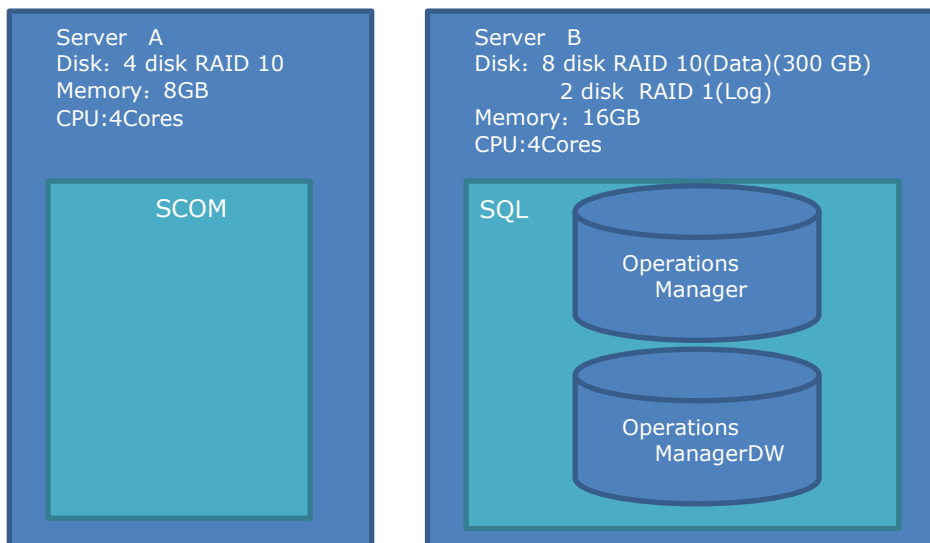 Server A
Disk：4 disk RAID 10
Memory：8GB
CPU:4Cores
SCOM
Server B
Disk：8 disk RAID 10(Data)(300 GB)
2 disk RAID 1(Log)
Memory：16GB
CPU:4Cores
SQL
Operations
Manager
Operations
ManagerDW